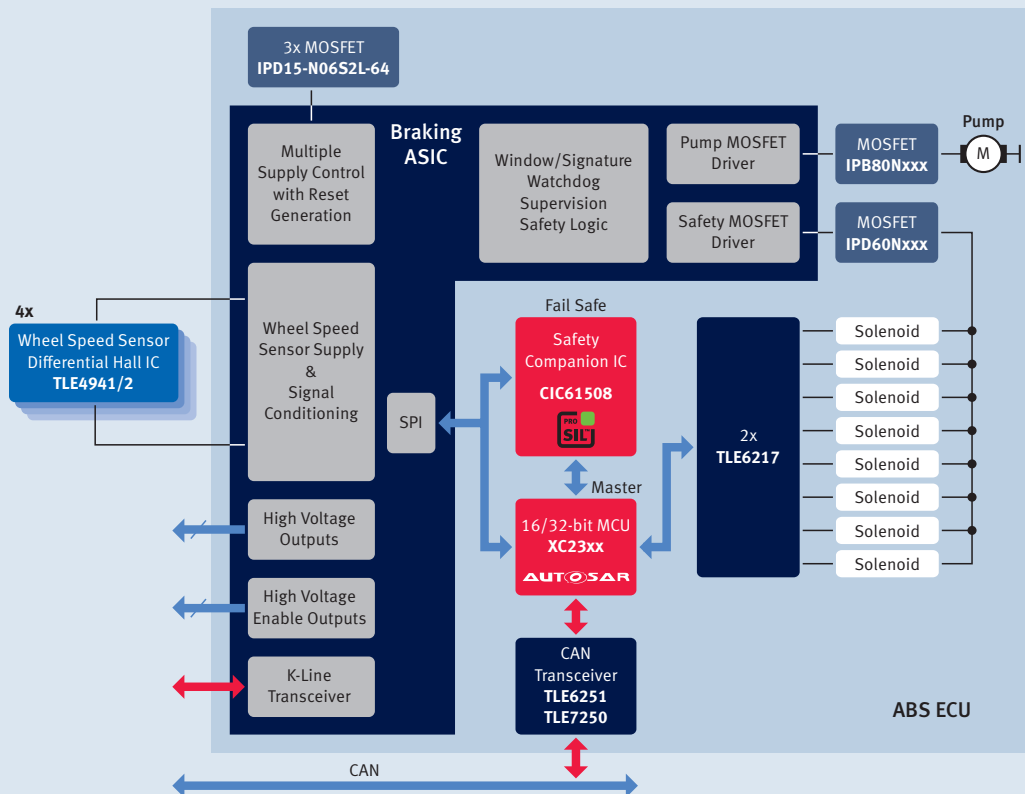 3x MOSFET
IPD15-N06S2L-64
Braking
ASIC
Multiple
Supply Control
with Reset
Generation
Window/Signature
Watchdog
Supervision
Safety Logic
Pump MOSFET
Driver
MOSFET
IPB80Nxxx
Pump
M
Safety MOSFET
Driver
MOSFET
IPD60Nxxx
4x
Wheel Speed Sensor
Differential Hall IC
TLE4941/2
Wheel Speed
Sensor Supply
&
Signal
Conditioning
SPI
Fail Safe
Safety
Companion IC
CIC61508
PRO
SIL™
Master
16/32-bit MCU
XC23xx
AUTOSAR
2x
TLE6217
Solenoid
Solenoid
Solenoid
Solenoid
Solenoid
Solenoid
Solenoid
Solenoid
High Voltage
Outputs
High Voltage
Enable Outputs
K-Line
Transceiver
CAN
Transceiver
TLE6251
TLE7250
ABS ECU
CAN